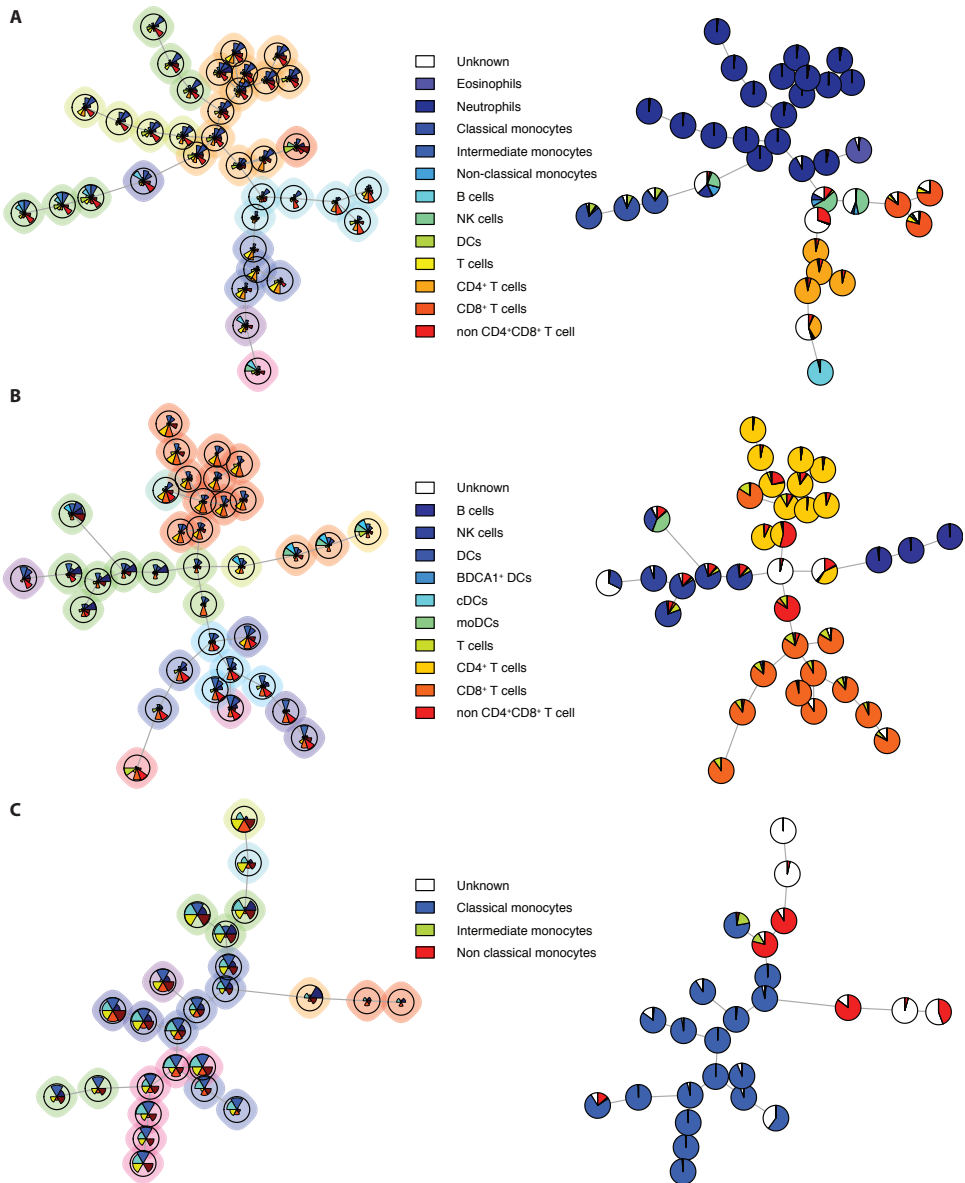 A
Unknown
Eosinophils
Neutrophils
Classical monocytes
Intermediate monocytes
Non-classical monocytes
B cells
NK cells
DCs
T cells
CD4⁺ T cells
CD8⁺ T cells
non CD4⁺CD8⁺ T cell
B
Unknown
B cells
NK cells
DCs
BDCA1⁺ DCs
cDCs
moDCs
T cells
CD4⁺ T cells
CD8⁺ T cells
non CD4⁺CD8⁺ T cell
C
Unknown
Classical monocytes
Intermediate monocytes
Non classical monocytes